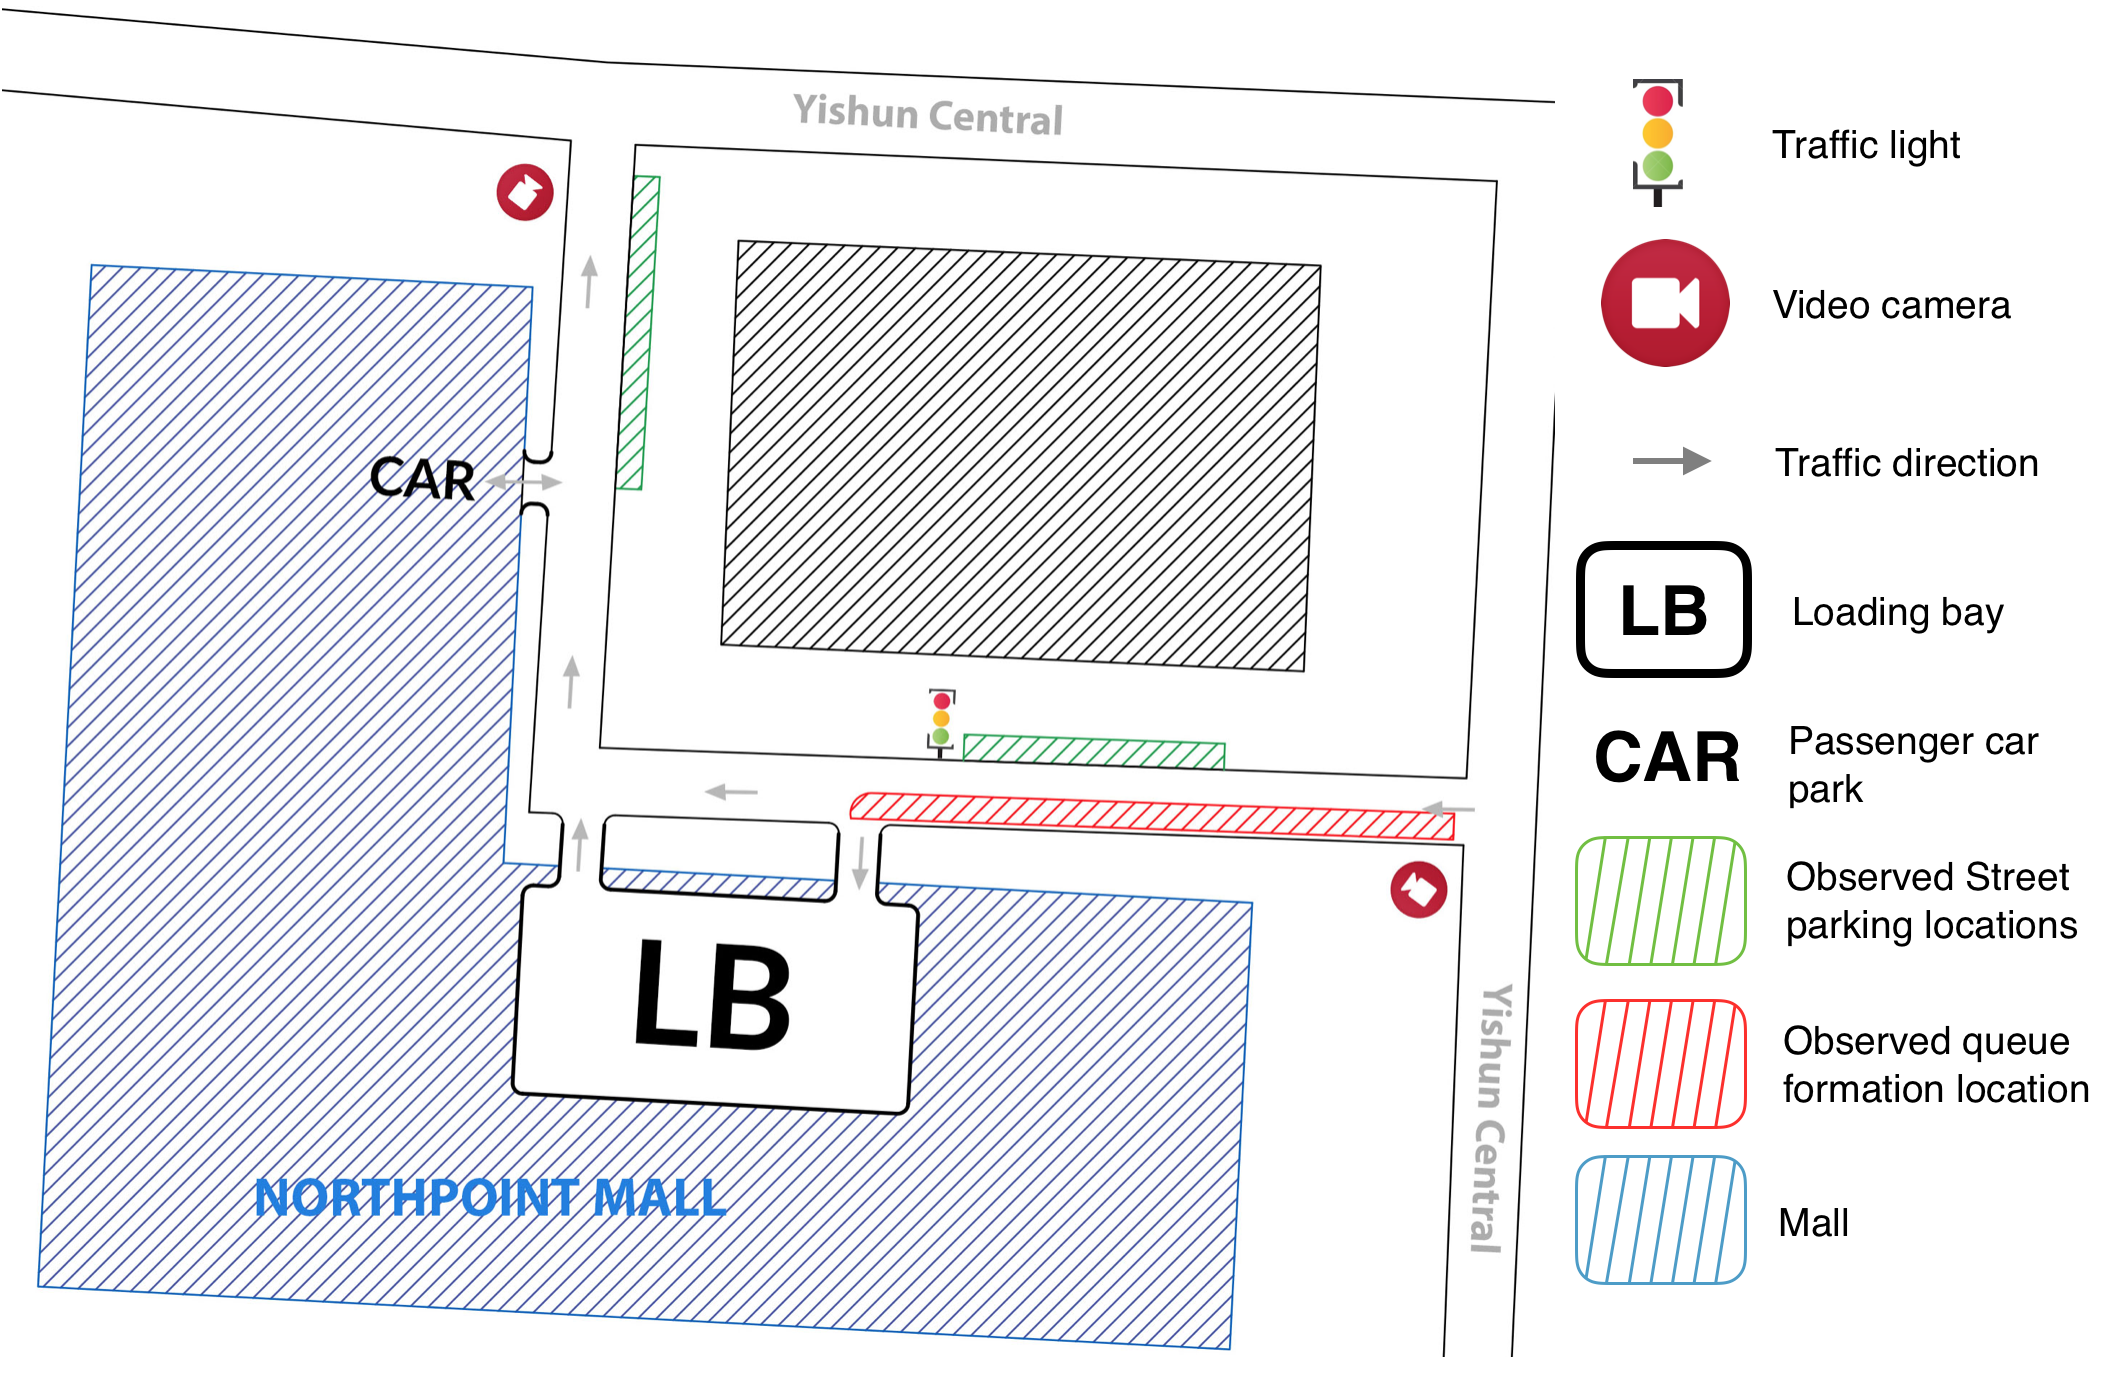 Yishun Central
CAR
LB
NORTHPOINT MALL
Yishun Central
Traffic light
Video camera
Traffic direction
LB
Loading bay
CAR
Passenger car
park
Observed Street
parking locations
Observed queue
formation location
Mall